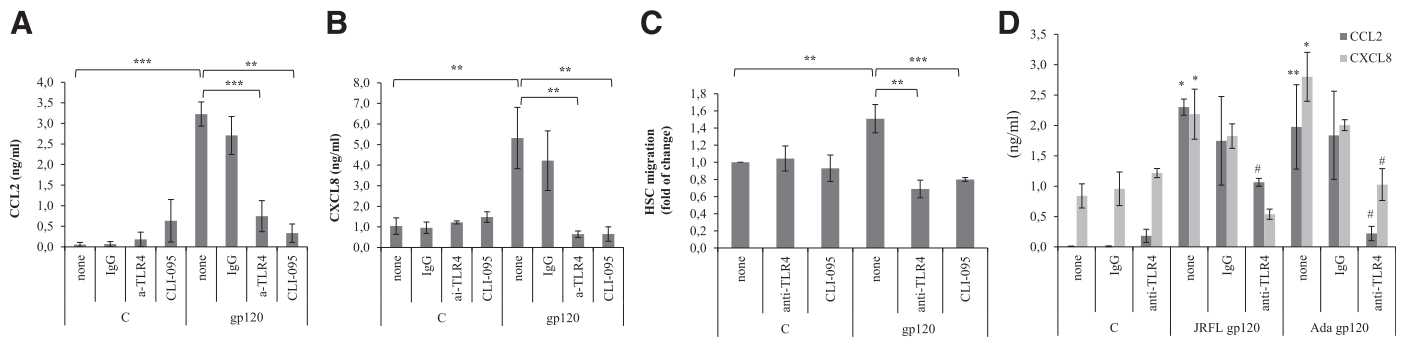 A
CCL2 (ng/ml)
4,0
3,5
3,0
2,5
2,0
1,5
1,0
0,5
0,0
***
**
***
none
IgG
a-TLR4
CLI-095
none
IgG
a-TLR4
CLI-095
C
gp120
B
CXCL8 (ng/ml)
8,0
7,0
6,0
5,0
4,0
3,0
2,0
1,0
0,0
**
**
**
none
IgG
ai-TLR4
CLI-095
none
IgG
a-TLR4
CLI-095
C
gp120
C
HSC migration
(fold of change)
1,8
1,6
1,4
1,2
1,0
0,8
0,6
0,4
0,2
0,0
**
***
**
none
anti-TLR4
CLI-095
none
anti-TLR4
CLI-095
C
gp120
D
(ng/ml)
3,5
3,0
2,5
2,0
1,5
1,0
0,5
0,0
CCL2
CXCL8
*
*
#
**
*
#
#
none
IgG
anti-TLR4
none
IgG
anti-TLR4
none
IgG
anti-TLR4
C
JRFL gp120
Ada gp120